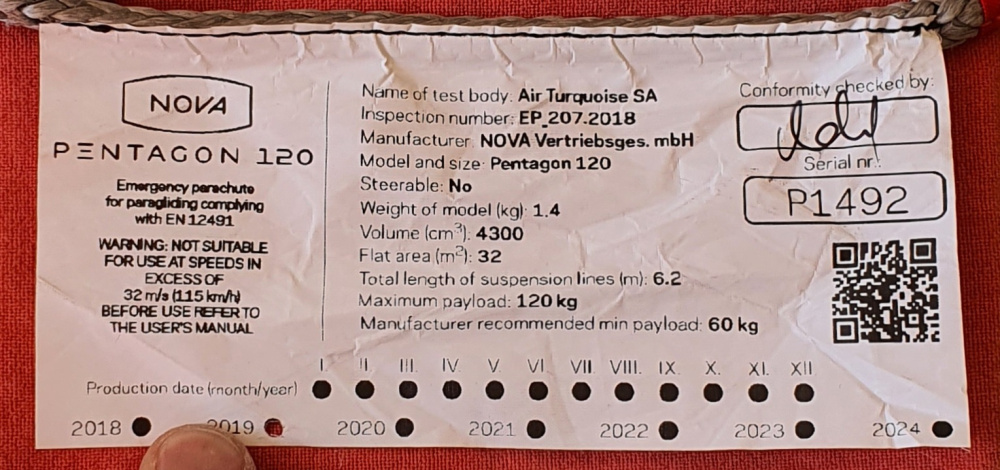 NOVA
PENTAGON 120
Emergency parachute
for paragliding complying
with EN 12491
WARNING: NOT SUITABLE
FOR USE AT SPEEDS IN
EXCESS OF
32 m/s (115 km/h)
BEFORE USE REFER TO
THE USER'S MANUAL
Name of test body: Air Turquoise SA
Inspection number: EP_207.2018
Manufacturer: NOVA Vertriebsges. mbH
Model and size: Pentagon 120
Steerable: No
Weight of model (kg): 1.4
Volume (cm³): 4300
Flat area (m²): 32
Total length of suspension lines (m): 6.2
Maximum payload: 120 kg
Manufacturer recommended min payload: 60 kg
Conformity checked by:
Serial nr.:
P1492
I. II. III. IV. V. VI. VII VIII. IX. X. XI. XII
Production date (month/year)
2018 2019 2020 2021 2022 2023 2024